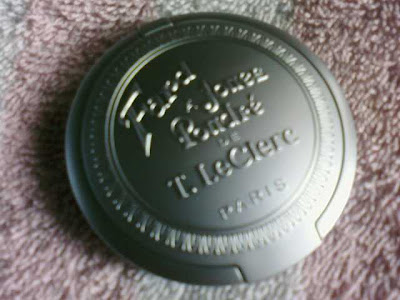 Fard
à Joues
Poudré
DE
T. LeClerc
PARIS